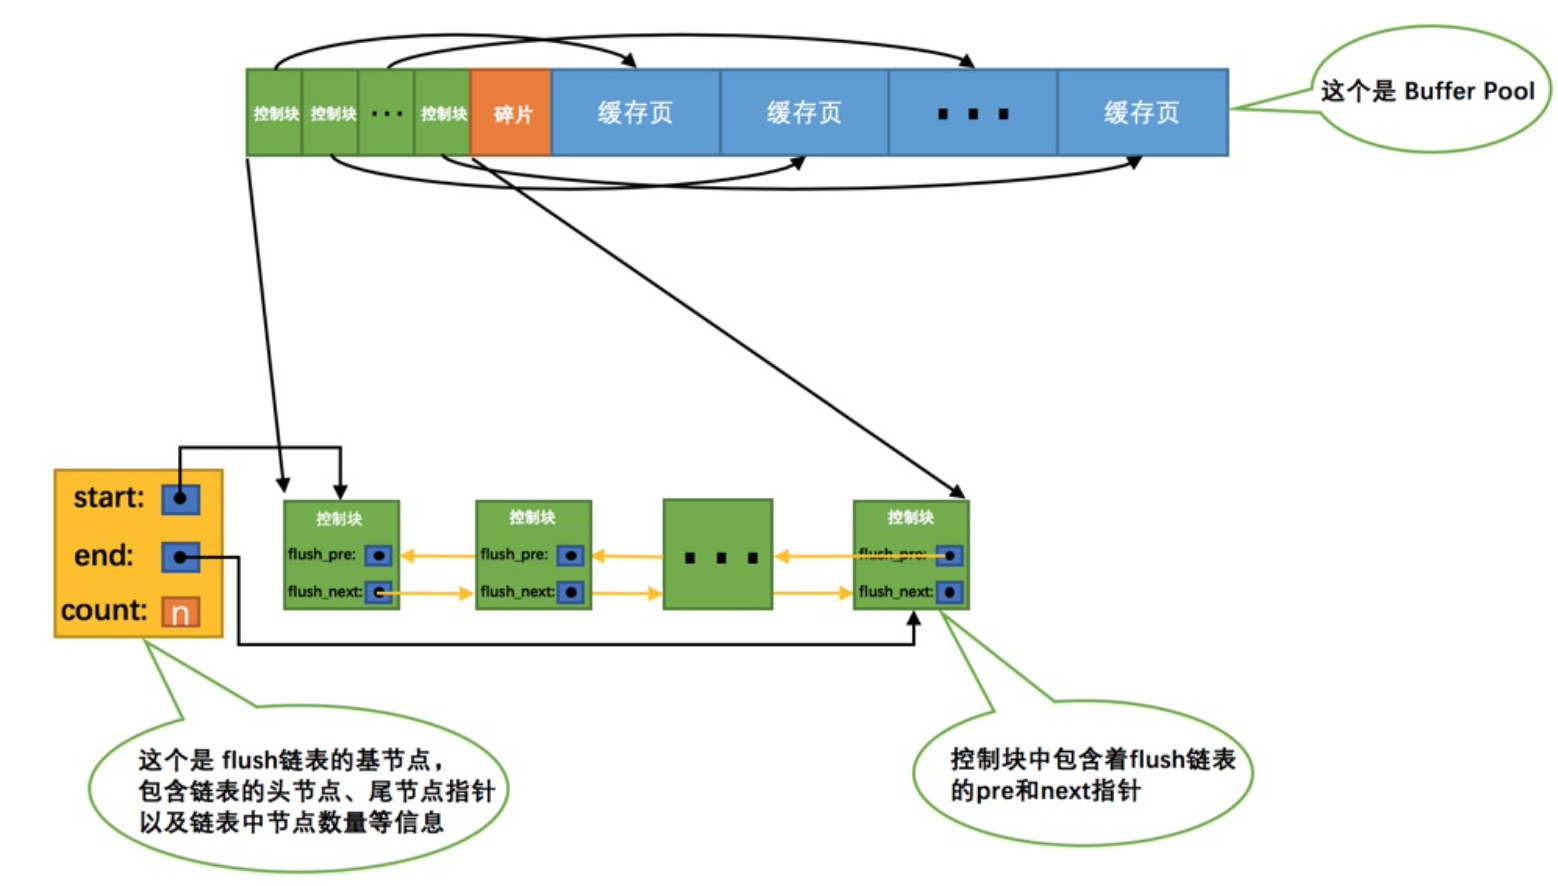 控制块
控制块
...
控制块
碎片
缓存页
缓存页
...
缓存页
这个是 Buffer Pool
start:
end:
count: n
控制块
flush_pre:
flush_next:
控制块
flush_pre:
flush_next:
...
控制块
flush_pre:
flush_next:
这个是 flush链表的基节点，
包含链表的头节点、尾节点指针
以及链表中节点数量等信息
控制块中包含着flush链表
的pre和next指针